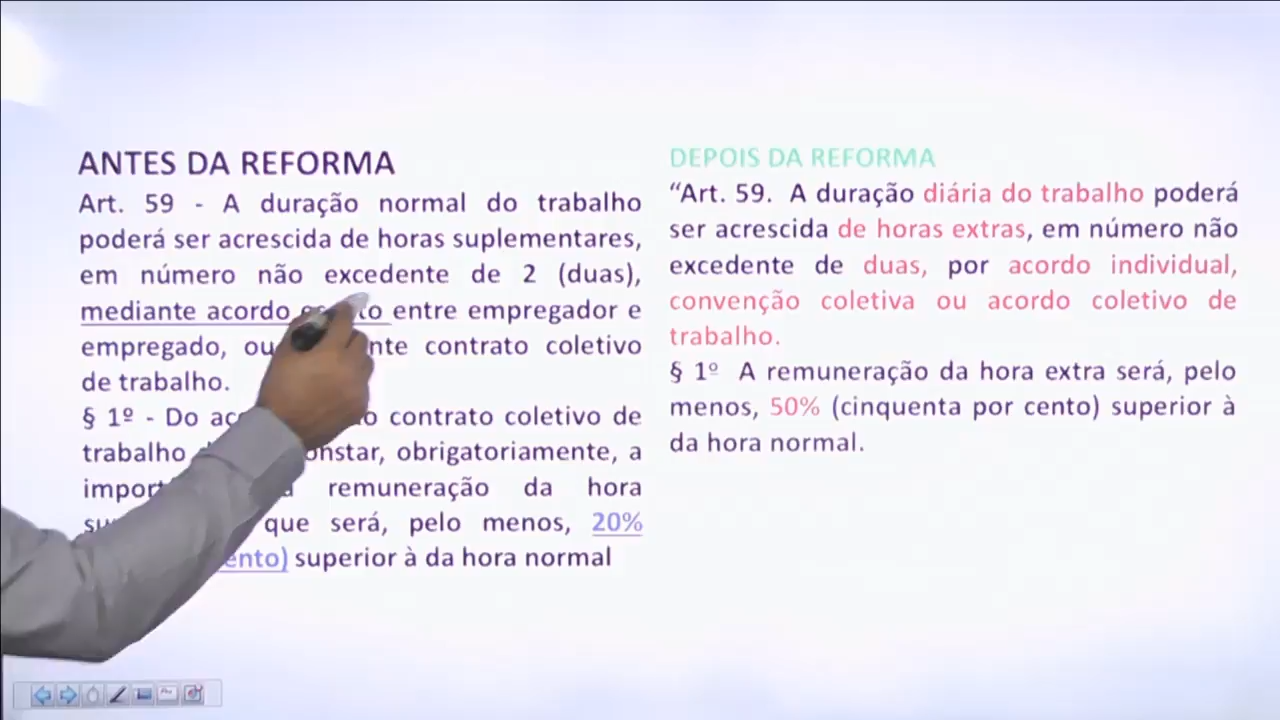 ANTES DA REFORMA
Art. 59 - A duração normal do trabalho
poderá ser acrescida de horas suplementares,
em número não excedente de 2 (duas),
mediante acordo entre empregador e
empregado, ou contrato coletivo
de trabalho.
§ 1º - Do contrato coletivo de
trabalho obrigatoriamente, a
remuneração da hora
que será, pelo menos, 20%
superior à da hora normal
DEPOIS DA REFORMA
“Art. 59. A duração diária do trabalho poderá
ser acrescida de horas extras, em número não
excedente de duas, por acordo individual,
convenção coletiva ou acordo coletivo de
trabalho.
§ 1º A remuneração da hora extra será, pelo
menos, 50% (cinquenta por cento) superior à
da hora normal.